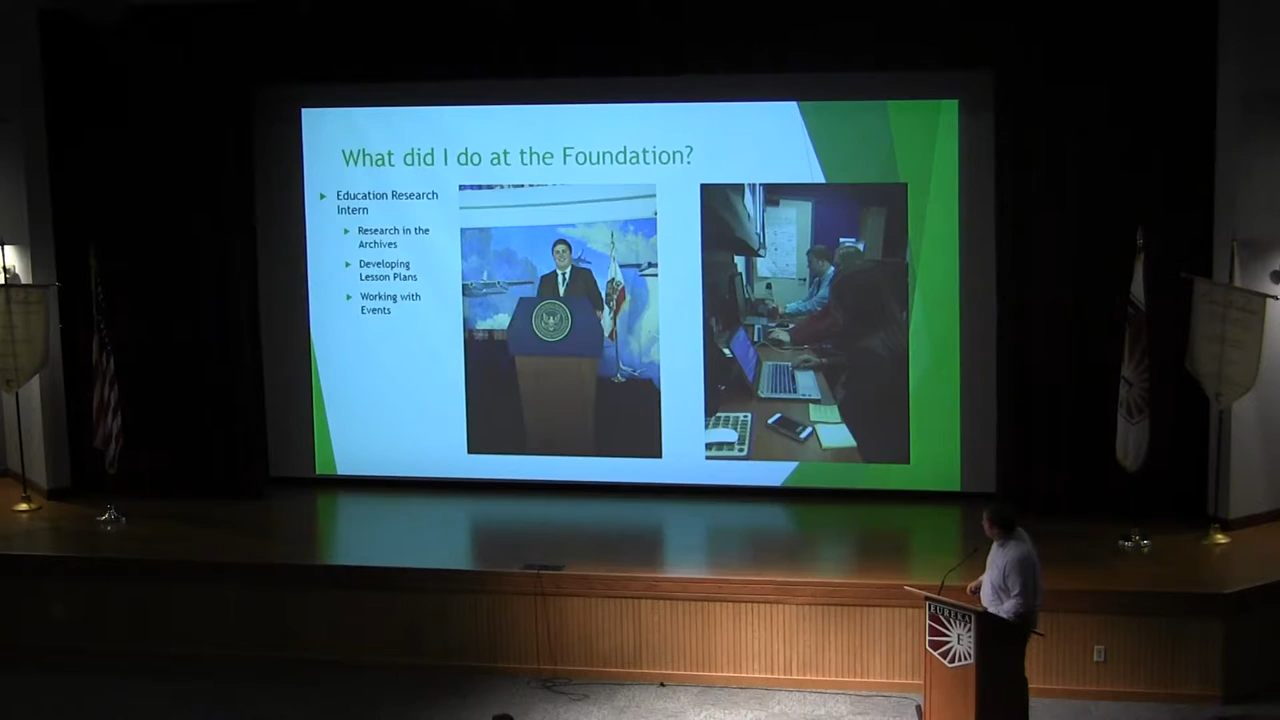 What did I do at the Foundation?
Education Research
Intern
Research in the
Archives
Developing
Lesson Plans
Working with
Events
EUREKA
E